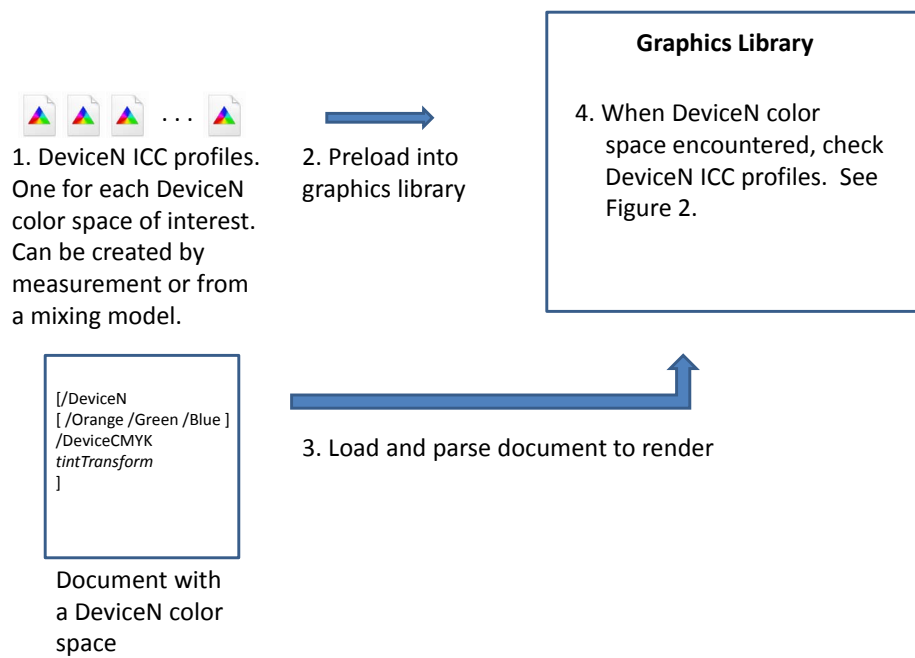 Graphics Library
. . .
1. DeviceN ICC profiles.
One for each DeviceN
color space of interest.
Can be created by
measurement or from
a mixing model.
2. Preload into
graphics library
4. When DeviceN color
space encountered, check
DeviceN ICC profiles.  See
Figure 2.
[/DeviceN
[ /Orange /Green /Blue ]
/DeviceCMYK
tintTransform
]
3. Load and parse document to render
Document with
a DeviceN color
space